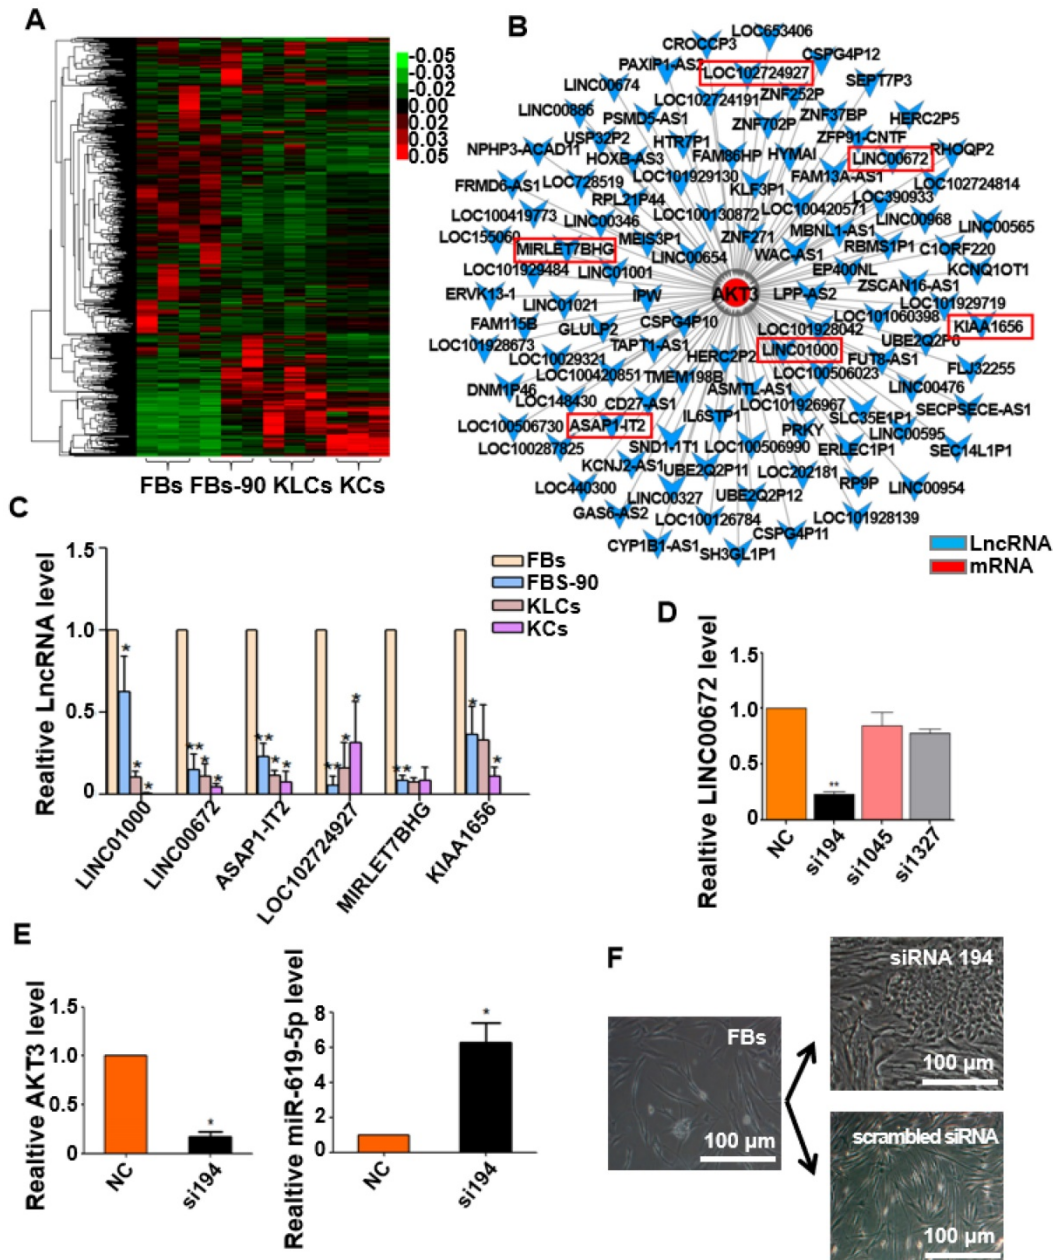 A
-0.05
-0.03
-0.02
0.00
0.02
0.03
0.05
FBs FBs-90 KLCs KCs
B
LOC653406
CROCCP3
CSPG4P12
PAXIP1-AS2
LOC102724927
SEPT7P3
LINC00674
ZNF252P
LOC102724191
LINC00886
PSMD5-AS1
ZNF37BP
HERC2P5
ZNF702P
USP32P2
HTR7P1
ZFP91-CNTF
NPHP3-ACAD11
HOXB-AS3
FAM86HP
HYMAI
LINC00672
RHOQP2
LOC101929130
FAM13A-AS1
FRMD6-AS1
LOC728519
KLF3P1
LOC102724814
RPL21P44
LOC390933
LOC100419773
LINC00346
LOC100130872
LOC100420571
LINC00968
LINC00565
MEIS3P1
ZNF271
MBNL1-AS1
LOC155060
MIRLET7BHG
LINC00654
WAC-AS1
RBMS1P1
C1ORF220
LOC101929484
LINC01001
EP400NL
KCNQ1OT1
ZSCAN16-AS1
ERVK13-1
LINC01021
IPW
AKT3
LPP-AS2
LOC101929719
LOC101060398
FAM115B
GLULP2
CSPG4P10
LOC101928042
KIAA1656
LOC101928673
TAPT1-AS1
LINC01000
UBE2Q2P6
LOC10029321
HERC2P2
FUT8-AS1
FLJ32255
LOC100420851
TMEM198B
LOC100506023
DNM1P46
ASMTL-AS1
LINC00476
LOC148430
CD27-AS1
LOC101926967
SLC35E1P1
SECPSECE-AS1
LOC100506730
ASAP1-IT2
IL6STP1
PRKY
LINC00595
LOC100287825
SND1-1T1
LOC100506990
ERLEC1P1
SEC14L1P1
KCNJ2-AS1
UBE2Q2P11
LOC202181
RP9P
LOC440300
LINC00327
UBE2Q2P12
LINC00954
GAS6-AS2
LOC100126784
CSPG4P11
LOC101928139
CYP1B1-AS1
SH3GL1P1
LncRNA
mRNA
C
Realtive LncRNA level
1.5
1.0
0.5
0
FBs
FBS-90
KLCs
KCs
* * *
** * *
** * *
** * *
**
* *
LINC01000
LINC00672
ASAP1-IT2
LOC102724927
MIRLET7BHG
KIAA1656
D
Realtive LINC00672 level
1.5
1.0
0.5
0
**
NC
si194
si1045
si1327
E
Realtive AKT3 level
1.5
1.0
0.5
0
*
NC
si194
Realtive miR-619-5p level
8
6
4
2
0
*
NC
si194
F
FBs
100 µm
siRNA 194
100 µm
scrambled siRNA
100 µm